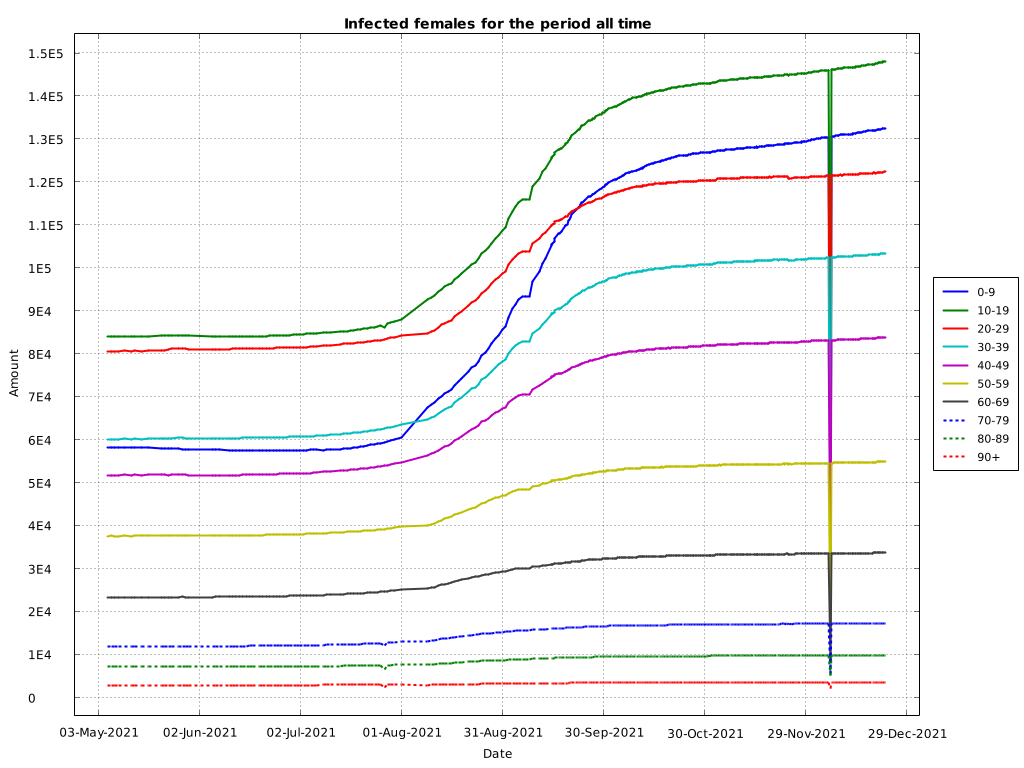 Infected females for the period all time
1.5E5
1.4E5
1.3E5
1.2E5
1.1E5
1E5
9E4
8E4
7E4
6E4
5E4
4E4
3E4
2E4
1E4
0
Amount
03-May-2021 02-Jun-2021 02-Jul-2021 01-Aug-2021 31-Aug-2021 30-Sep-2021 30-Oct-2021 29-Nov-2021 29-Dec-2021
Date
0-9
10-19
20-29
30-39
40-49
50-59
60-69
70-79
80-89
90+